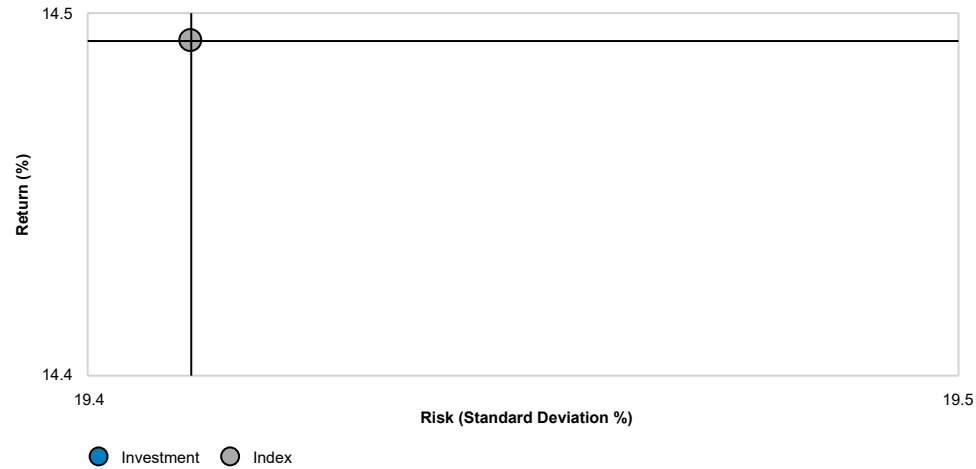 14.5
Return (%)
14.4
19.4
19.5
Risk (Standard Deviation %)
Investment
Index